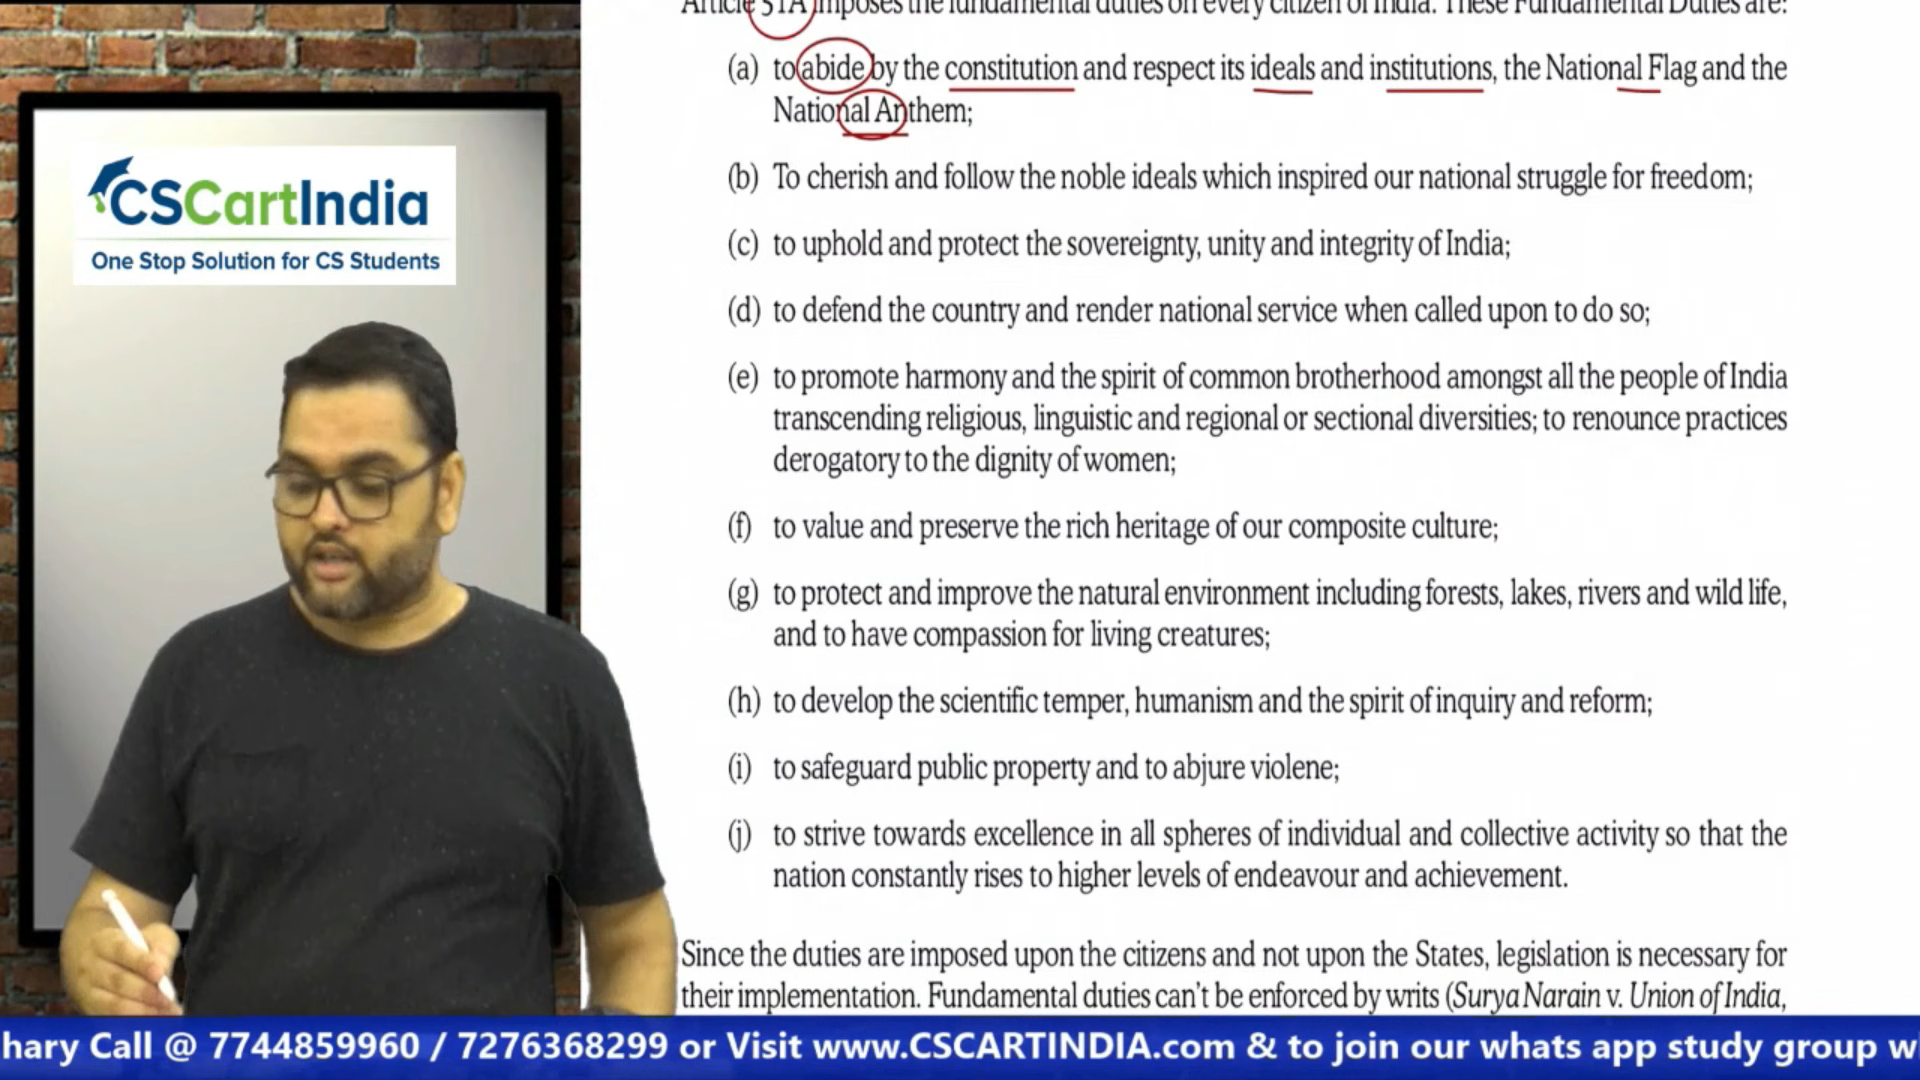 CSCartIndia
One Stop Solution for CS Students
Article 51A imposes the fundamental duties on every citizen of India. These Fundamental Duties are:
(a) to abide by the constitution and respect its ideals and institutions, the National Flag and the
National Anthem;
(b) To cherish and follow the noble ideals which inspired our national struggle for freedom;
(c) to uphold and protect the sovereignty, unity and integrity of India;
(d) to defend the country and render national service when called upon to do so;
(e) to promote harmony and the spirit of common brotherhood amongst all the people of India
transcending religious, linguistic and regional or sectional diversities; to renounce practices
derogatory to the dignity of women;
(f) to value and preserve the rich heritage of our composite culture;
(g) to protect and improve the natural environment including forests, lakes, rivers and wild life,
and to have compassion for living creatures;
(h) to develop the scientific temper, humanism and the spirit of inquiry and reform;
(i) to safeguard public property and to abjure violene;
(j) to strive towards excellence in all spheres of individual and collective activity so that the
nation constantly rises to higher levels of endeavour and achievement.
Since the duties are imposed upon the citizens and not upon the States, legislation is necessary for
their implementation. Fundamental duties can't be enforced by writs (Surya Narain v. Union of India,
hary Call @ 7744859960 / 7276368299 or Visit www.CSCARTINDIA.com & to join our whats app study group w